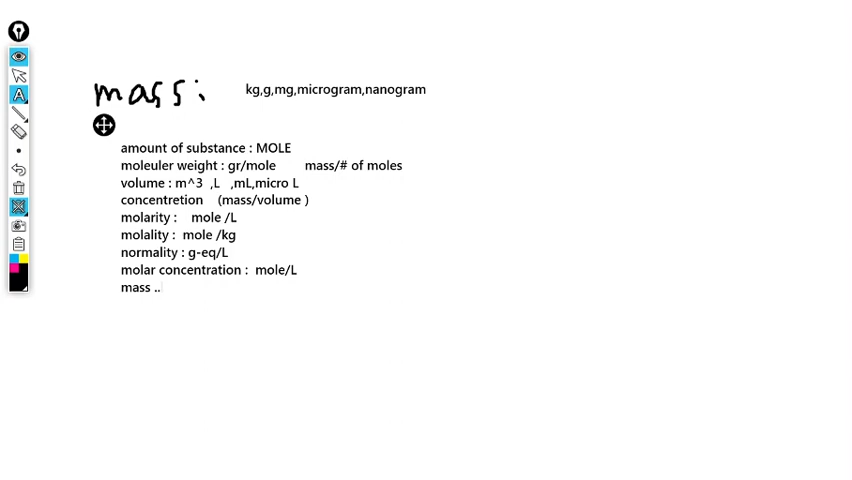 mass: kg,g,mg,microgram,nanogram
amount of substance : MOLE
moleuler weight : gr/mole mass/# of moles
volume : m^3 ,L ,mL,micro L
concentretion (mass/volume )
molarity : mole /L
molality : mole /kg
normality : g-eq/L
molar concentration : mole/L
mass ..